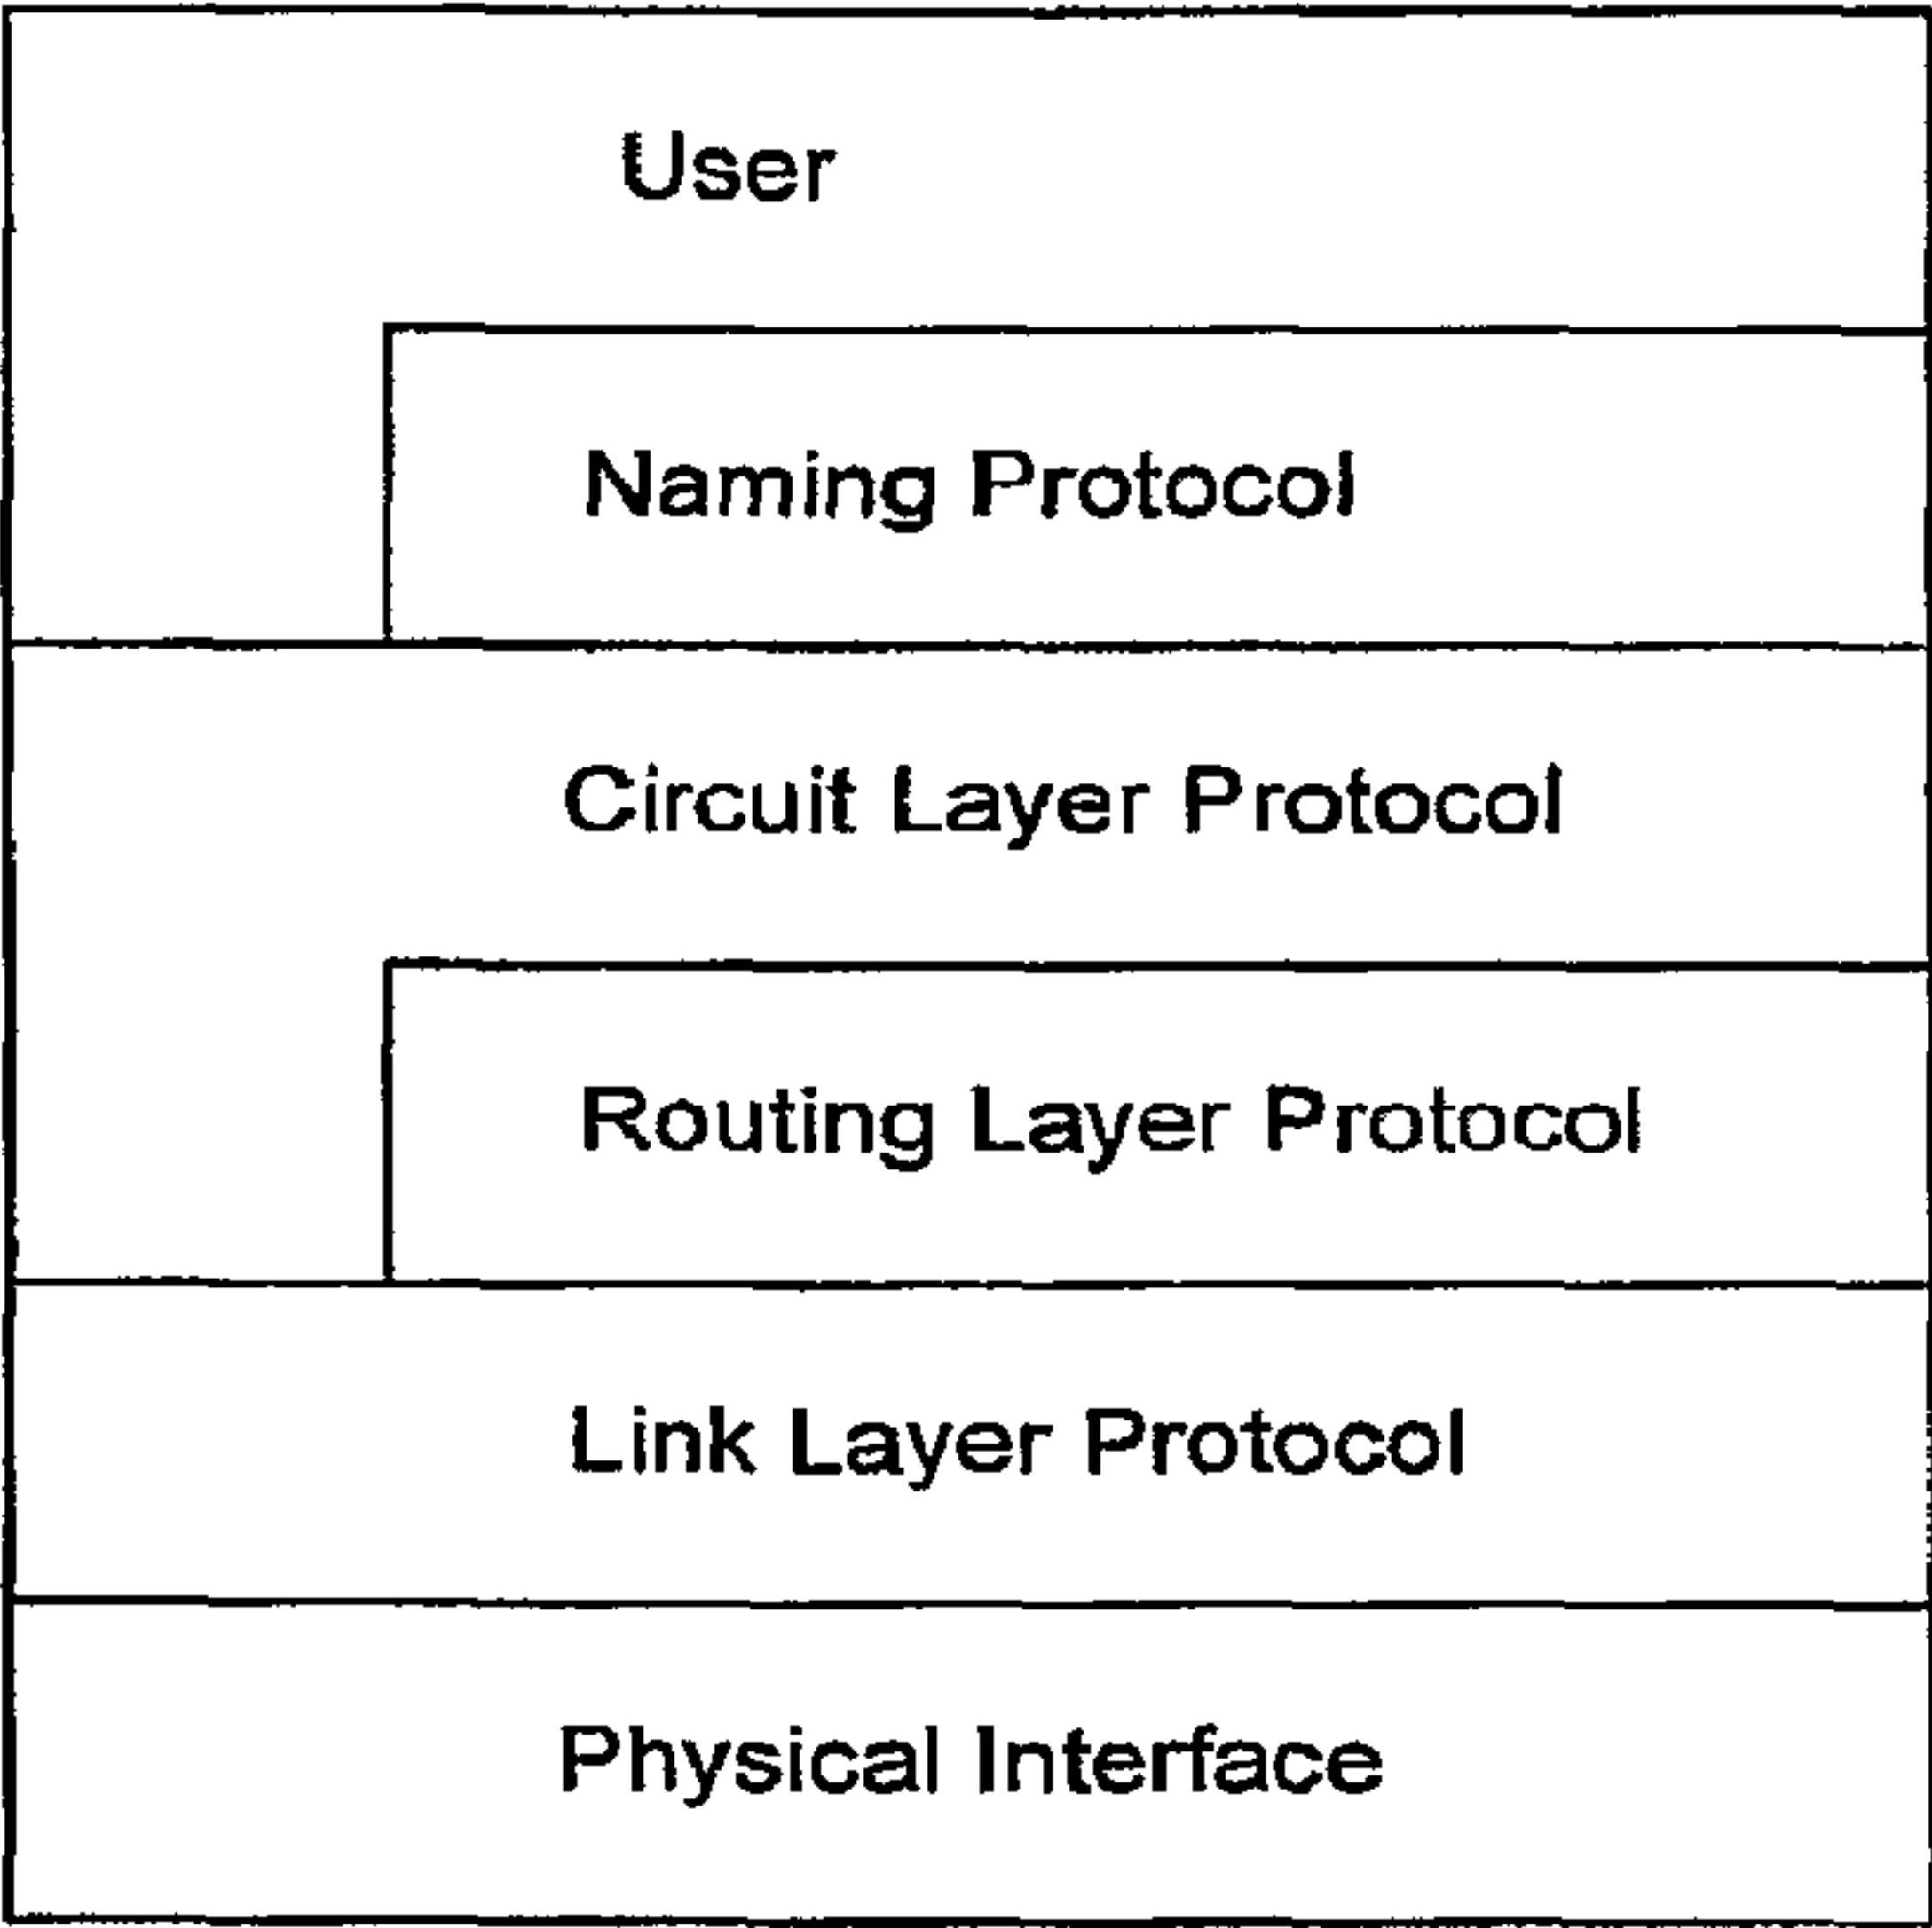 User
Naming Protocol
Circuit Layer Protocol
Routing Layer Protocol
Link Layer Protocol
Physical Interface